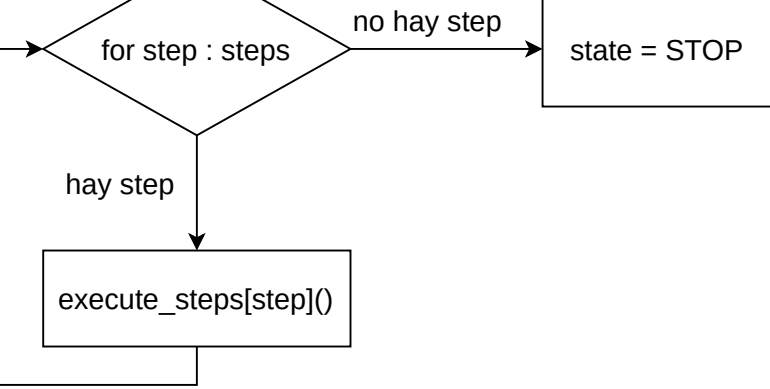 no hay step
for step : steps
state = STOP
hay step
execute_steps[step]()